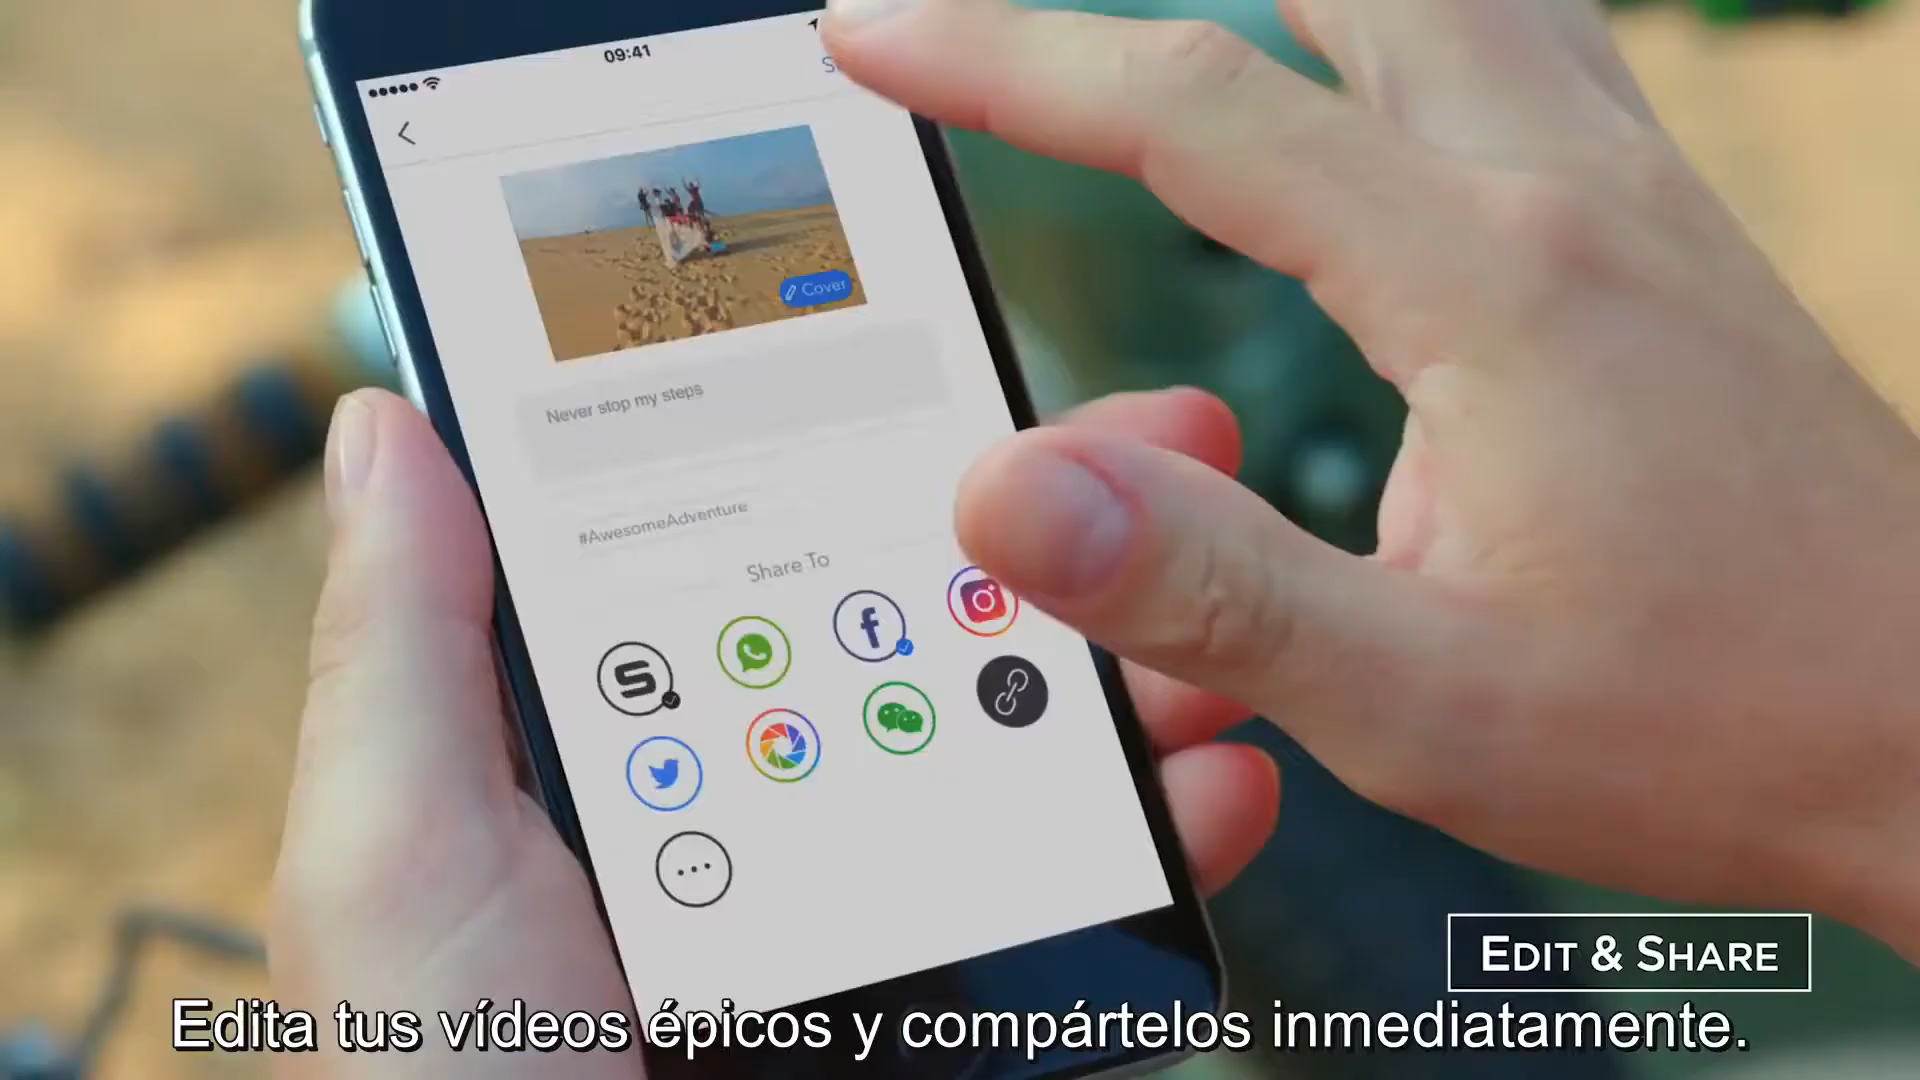 09:41
Cover
Never stop my steps
#AwesomeAdventure
Share To
EDIT & SHARE
Edita tus vídeos épicos y compártelos inmediatamente.